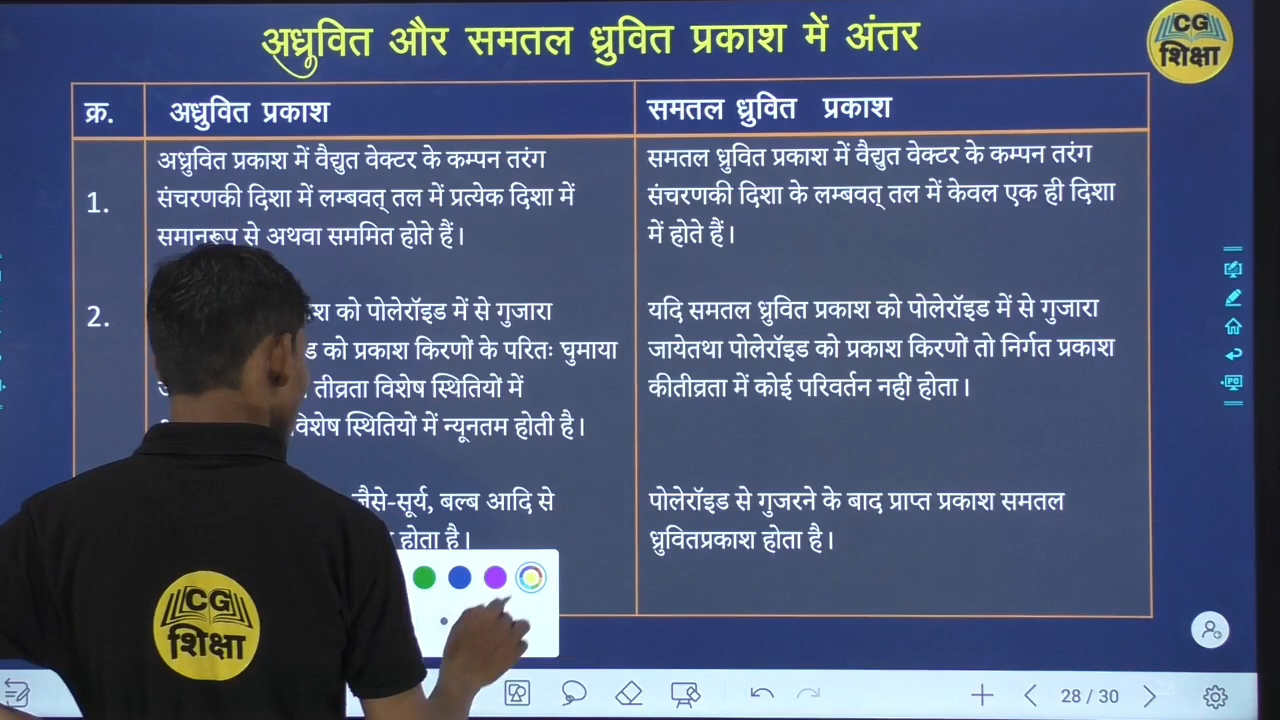 अध्रुवित और समतल ध्रुवित प्रकाश में अंतर
CG
शिक्षा
क्र. अध्रुवित प्रकाश समतल ध्रुवित प्रकाश
1.
अध्रुवित प्रकाश में वैद्युत वेक्टर के कम्पन तरंग
संचरणकी दिशा में लम्बवत् तल में प्रत्येक दिशा में
समानरूप से अथवा सममित होते हैं।
समतल ध्रुवित प्रकाश में वैद्युत वेक्टर के कम्पन तरंग
संचरणकी दिशा के लम्बवत् तल में केवल एक ही दिशा
में होते हैं।
2.
को पोलेरॉइड में से गुजारा
को प्रकाश किरणों के परितः घुमाया
तीव्रता विशेष स्थितियों में
विशेष स्थितियों में न्यूनतम होती है।
यदि समतल ध्रुवित प्रकाश को पोलेरॉइड में से गुजारा
जायेतथा पोलेरॉइड को प्रकाश किरणों तो निर्गत प्रकाश
कीतीव्रता में कोई परिवर्तन नहीं होता।
जैसे-सूर्य, बल्ब आदि से
होता है।
पोलेरॉइड से गुजरने के बाद प्राप्त प्रकाश समतल
ध्रुवितप्रकाश होता है।
CG
शिक्षा
28 / 30